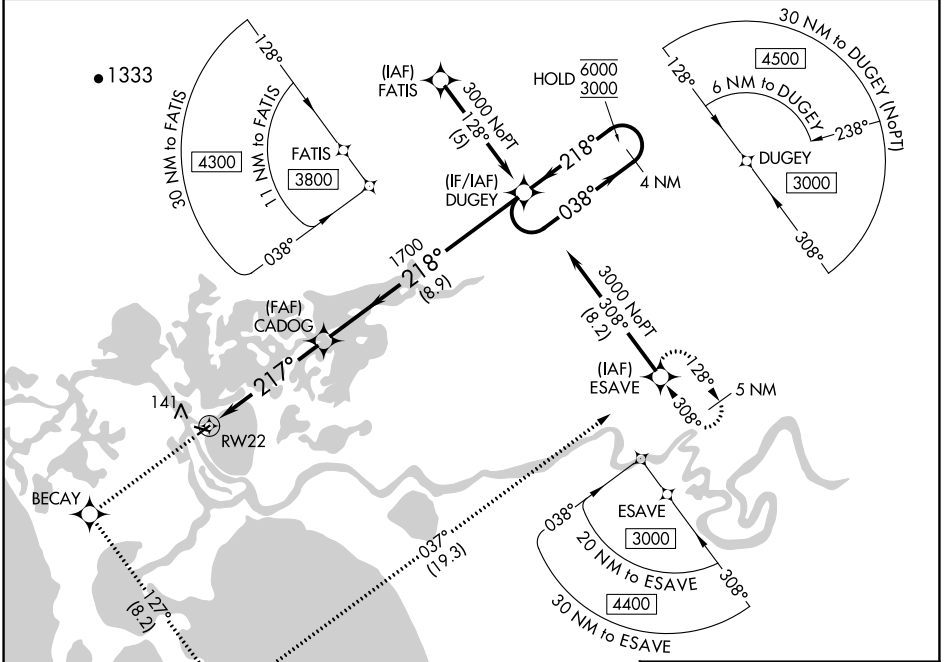 1333
30 NM to FATIS
128°
11 NM to FATIS
4300
FATIS
3800
038°
(IAF)
FATIS
3000 NoPT
128°
(5)
HOLD
6000
3000
218°
038°
4 NM
(IF/IAF)
DUGEY
30 NM to DUGEY (NoPT)
4500
128°
6 NM to DUGEY
238°
DUGEY
3000
308°
1700
218°
(8.9)
(FAF)
CADOG
217°
141
RW22
3000 NoPT
308°
(8.2)
(IAF)
ESAVE
128°
308°
5 NM
BECAY
127°
(8.2)
037°
(19.3)
038°
ESAVE
3000
20 NM to ESAVE
308°
4400
30 NM to ESAVE